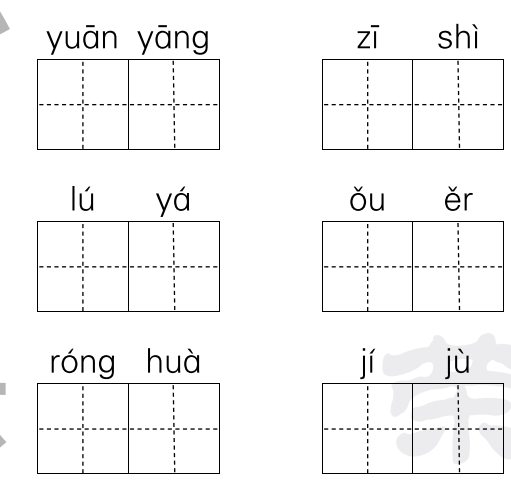 yuān yāng zī shì
lú yá ǒu ěr
róng huà jí jù